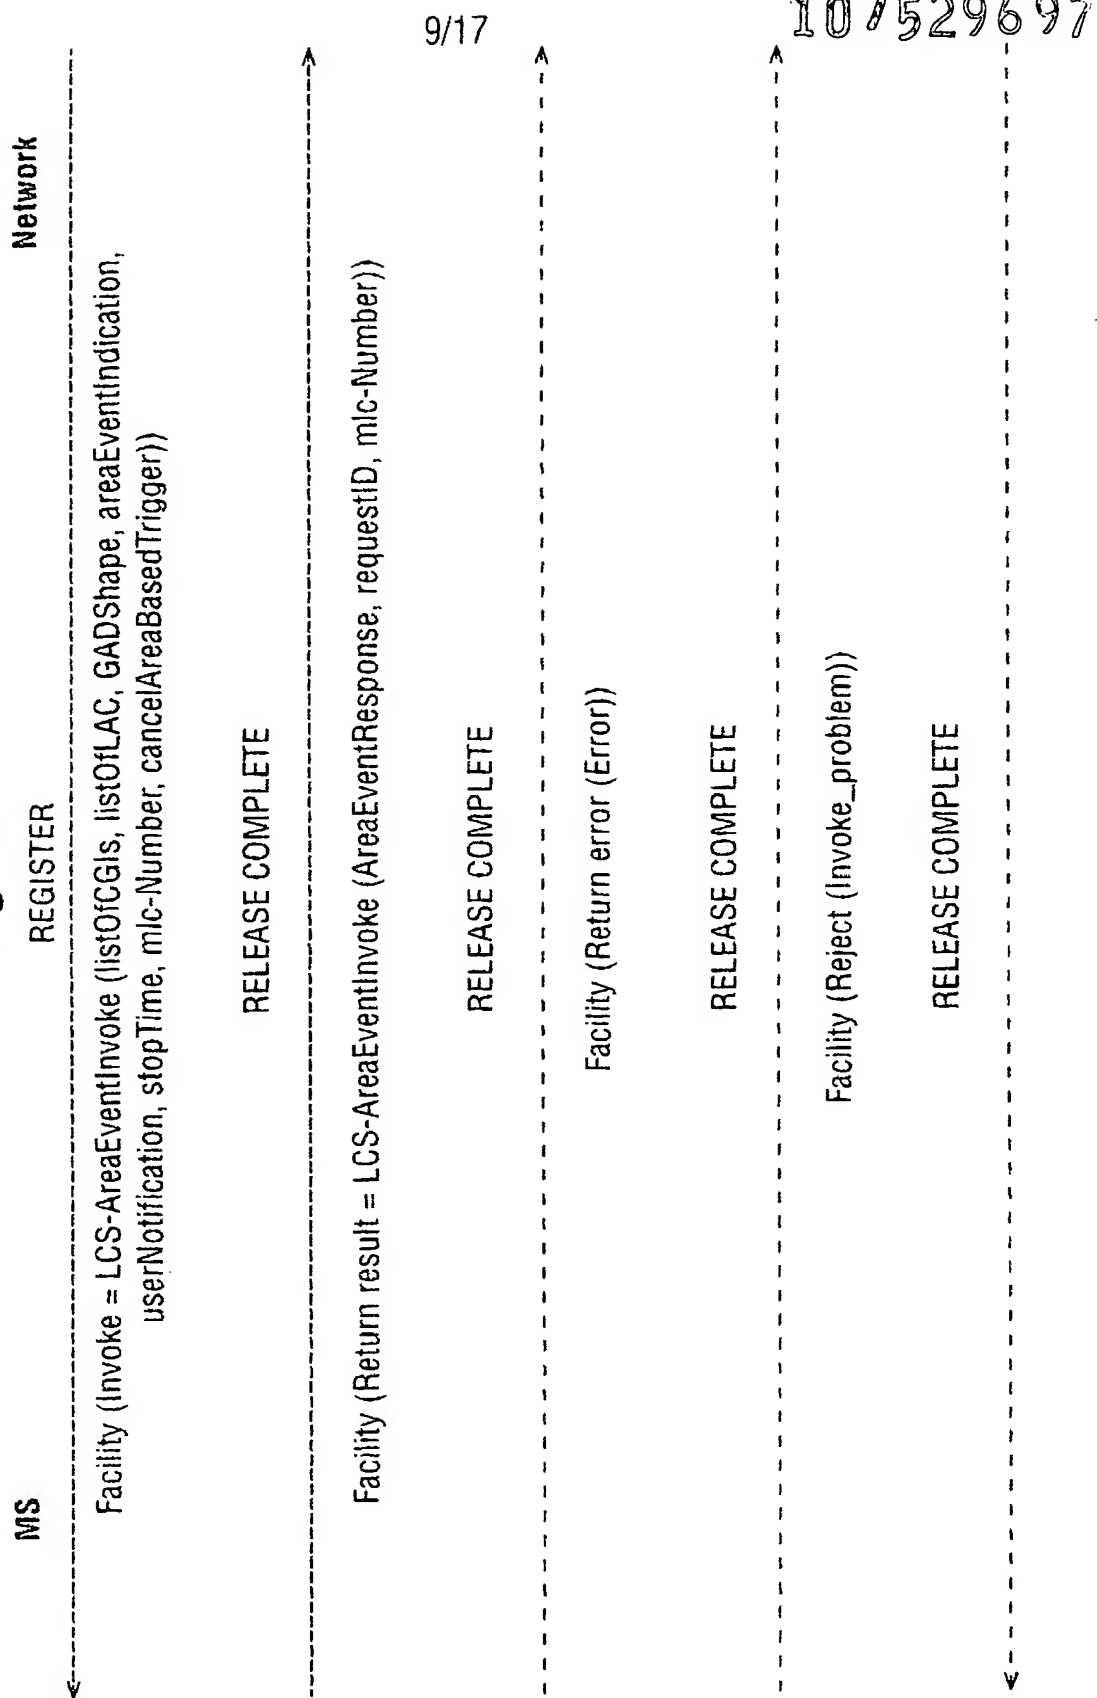 9/17
10/529697
MS
Network
REGISTER
Facility (Invoke = LCS-AreaEventInvoke (listOfCGIs, listOfLAC, GADShape, areaEventIndication,
userNotification, stopTime, mlc-Number, cancelAreaBasedTrigger))
RELEASE COMPLETE
Facility (Return result = LCS-AreaEventInvoke (AreaEventResponse, requestID, mlc-Number))
RELEASE COMPLETE
Facility (Return error (Error))
RELEASE COMPLETE
Facility (Reject (Invoke_problem))
RELEASE COMPLETE